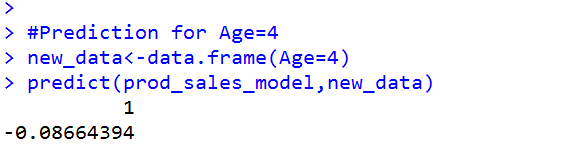 >
> #Prediction for Age=4
> new_data<-data.frame(Age=4)
> predict(prod_sales_model,new_data)
1
-0.08664394